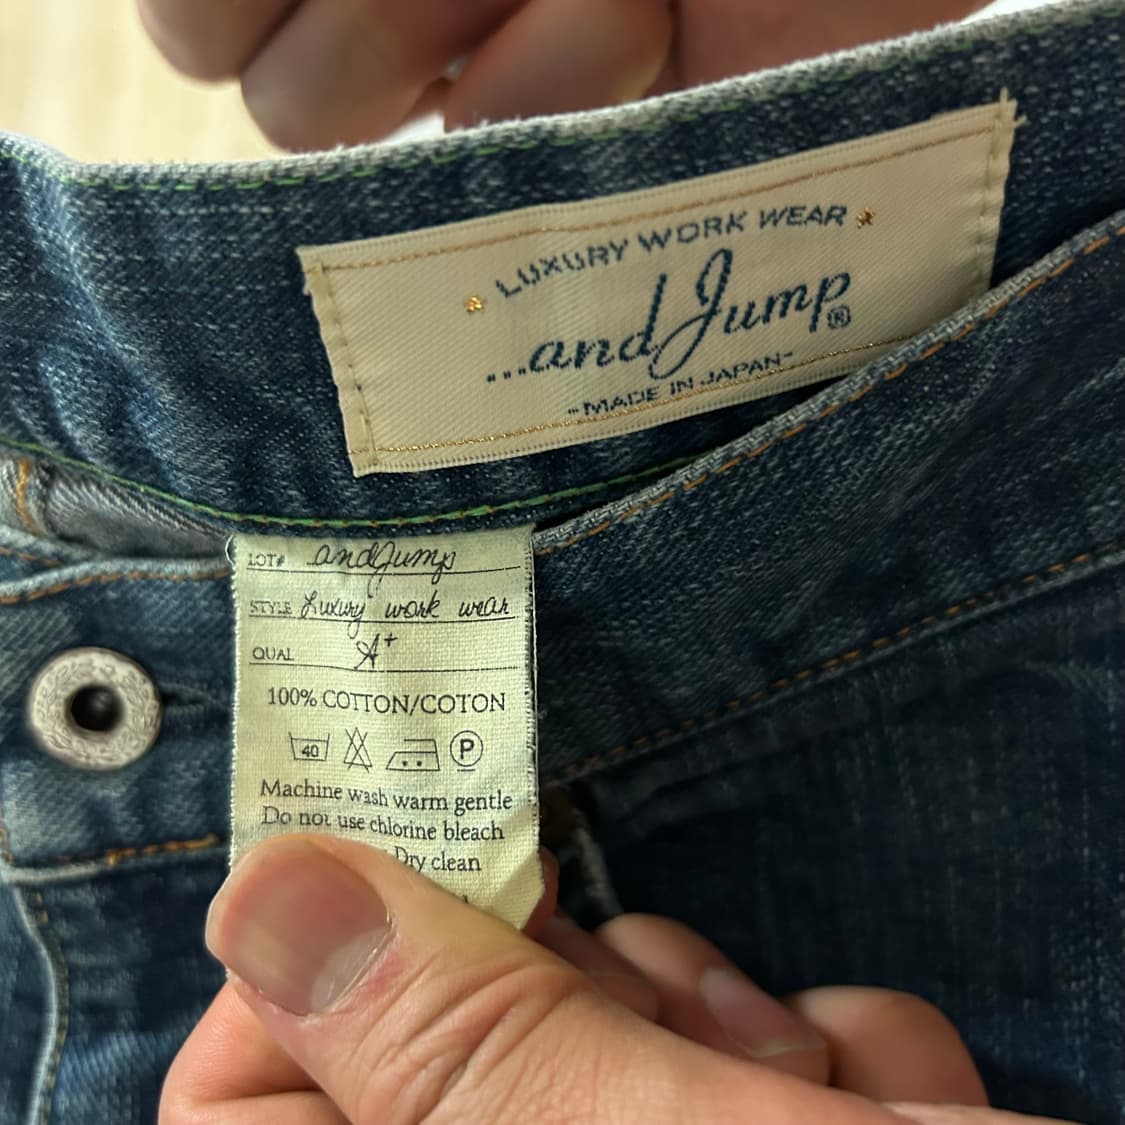 LUXURY WORK WEAR
...andJump®
-MADE IN JAPAN-
LOT# andJump
STYLE Luxury work wear
QUAL A+
100% COTTON/COTON
40 P
Machine wash warm gentle
Do not use chlorine bleach
Dry clean